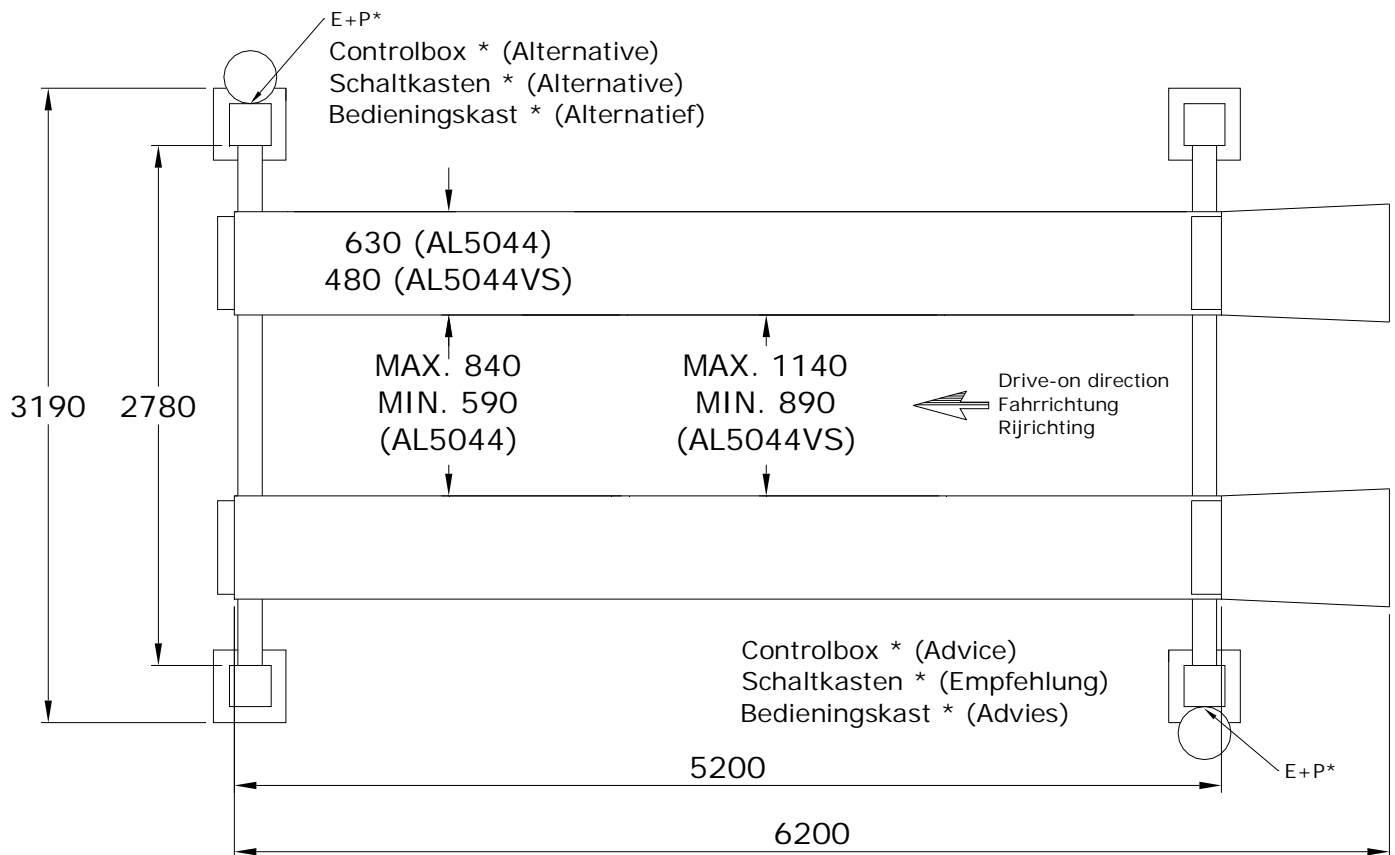 E+P*
Controlbox * (Alternative)
Schaltkasten * (Alternative)
Bedieningskast * (Alternatief)
630 (AL5044)
480 (AL5044VS)
3190
2780
MAX. 840
MIN. 590
(AL5044)
MAX. 1140
MIN. 890
(AL5044VS)
Drive-on direction
Fahrrichtung
Rijrichting
Controlbox * (Advice)
Schaltkasten * (Empfehlung)
Bedieningskast * (Advies)
5200
E+P*
6200